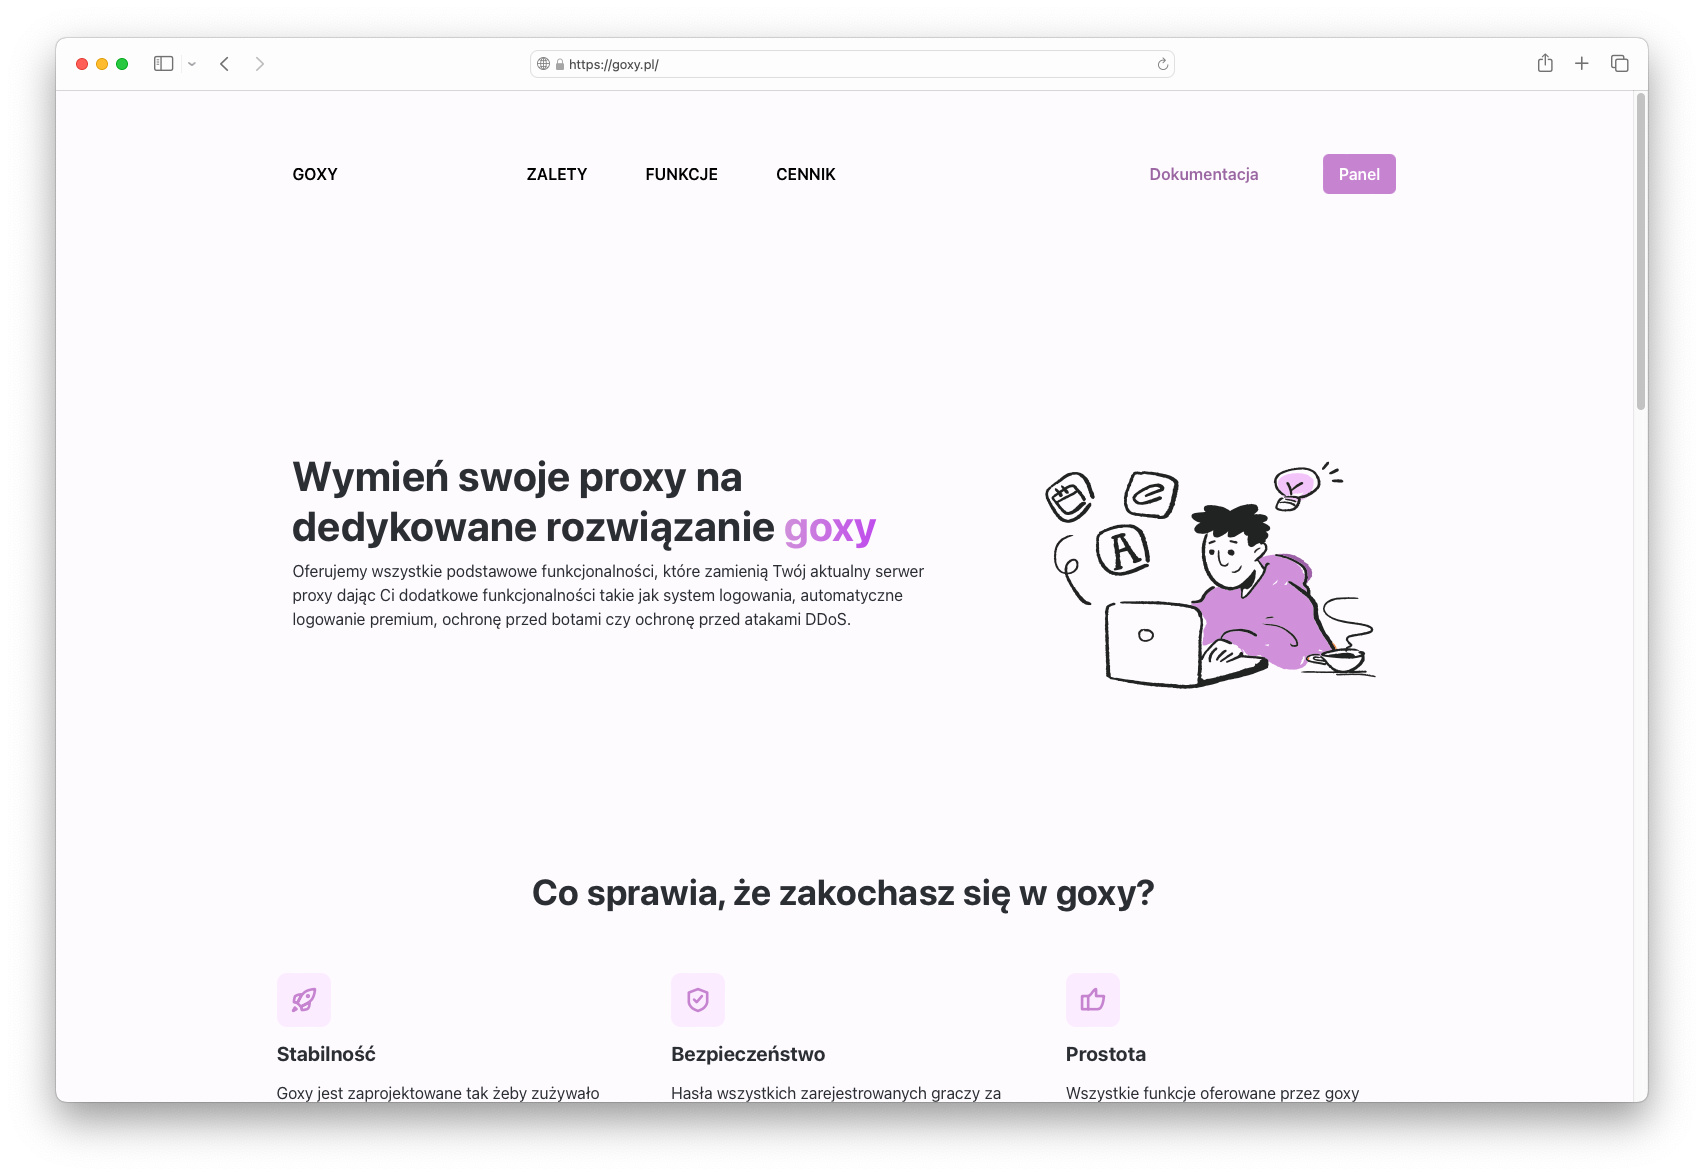 https://goxy.pl/
GOXY
ZALETY
FUNKCJE
CENNIK
Dokumentacja
Panel
Wymień swoje proxy na
dedykowane rozwiązanie goxy
Oferujemy wszystkie podstawowe funkcjonalności, które zamienią Twój aktualny serwer
proxy dając Ci dodatkowe funkcjonalności takie jak system logowania, automatyczne
logowanie premium, ochronę przed botami czy ochronę przed atakami DDoS.
A
Co sprawia, że zakochasz się w goxy?
Stabilność
Goxy jest zaprojektowane tak żeby zużywało
Bezpieczeństwo
Hasła wszystkich zarejestrowanych graczy za
Prostota
Wszystkie funkcje oferowane przez goxy